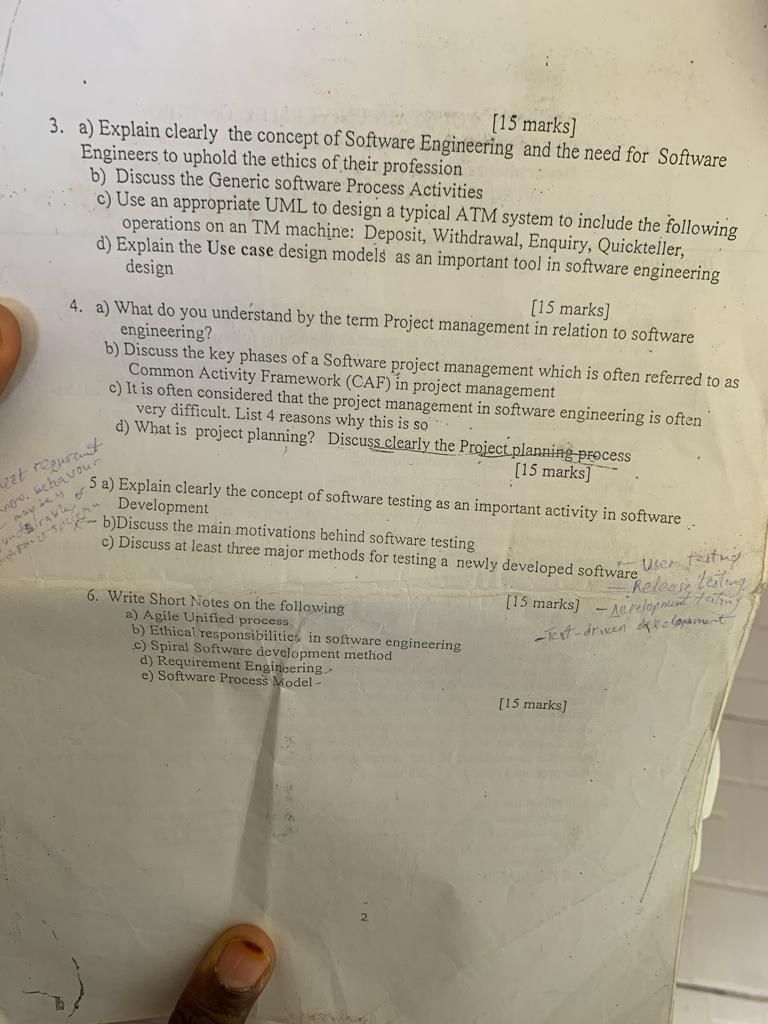 [15 marks]
3. a) Explain clearly the concept of Software Engineering and the need for Software
Engineers to uphold the ethics of their profession
b) Discuss the Generic software Process Activities
c) Use an appropriate UML to design a typical ATM system to include the following
operations on an TM machine: Deposit, Withdrawal, Enquiry, Quickteller,
d) Explain the Use case design models as an important tool in software engineering
design
[15 marks]
4. a) What do you understand by the term Project management in relation to software
engineering?
b) Discuss the key phases of a Software project management which is often referred to as
Common Activity Framework (CAF) in project management
c) It is often considered that the project management in software engineering is often
very difficult. List 4 reasons why this is so
d) What is project planning? Discuss clearly the Project planning process
[15 marks]
behaviour
5 a) Explain clearly the concept of software testing as an important activity in software
Development
b)Discuss the main motivations behind software testing
c) Discuss at least three major methods for testing a newly developed software
- User testing
- Release testing
[15 marks] - Development testing
- Test-driven development
6. Write Short Notes on the following
a) Agile Unified process
b) Ethical responsibilities in software engineering
c) Spiral Software development method
d) Requirement Engineering
e) Software Process Model
[15 marks]
2